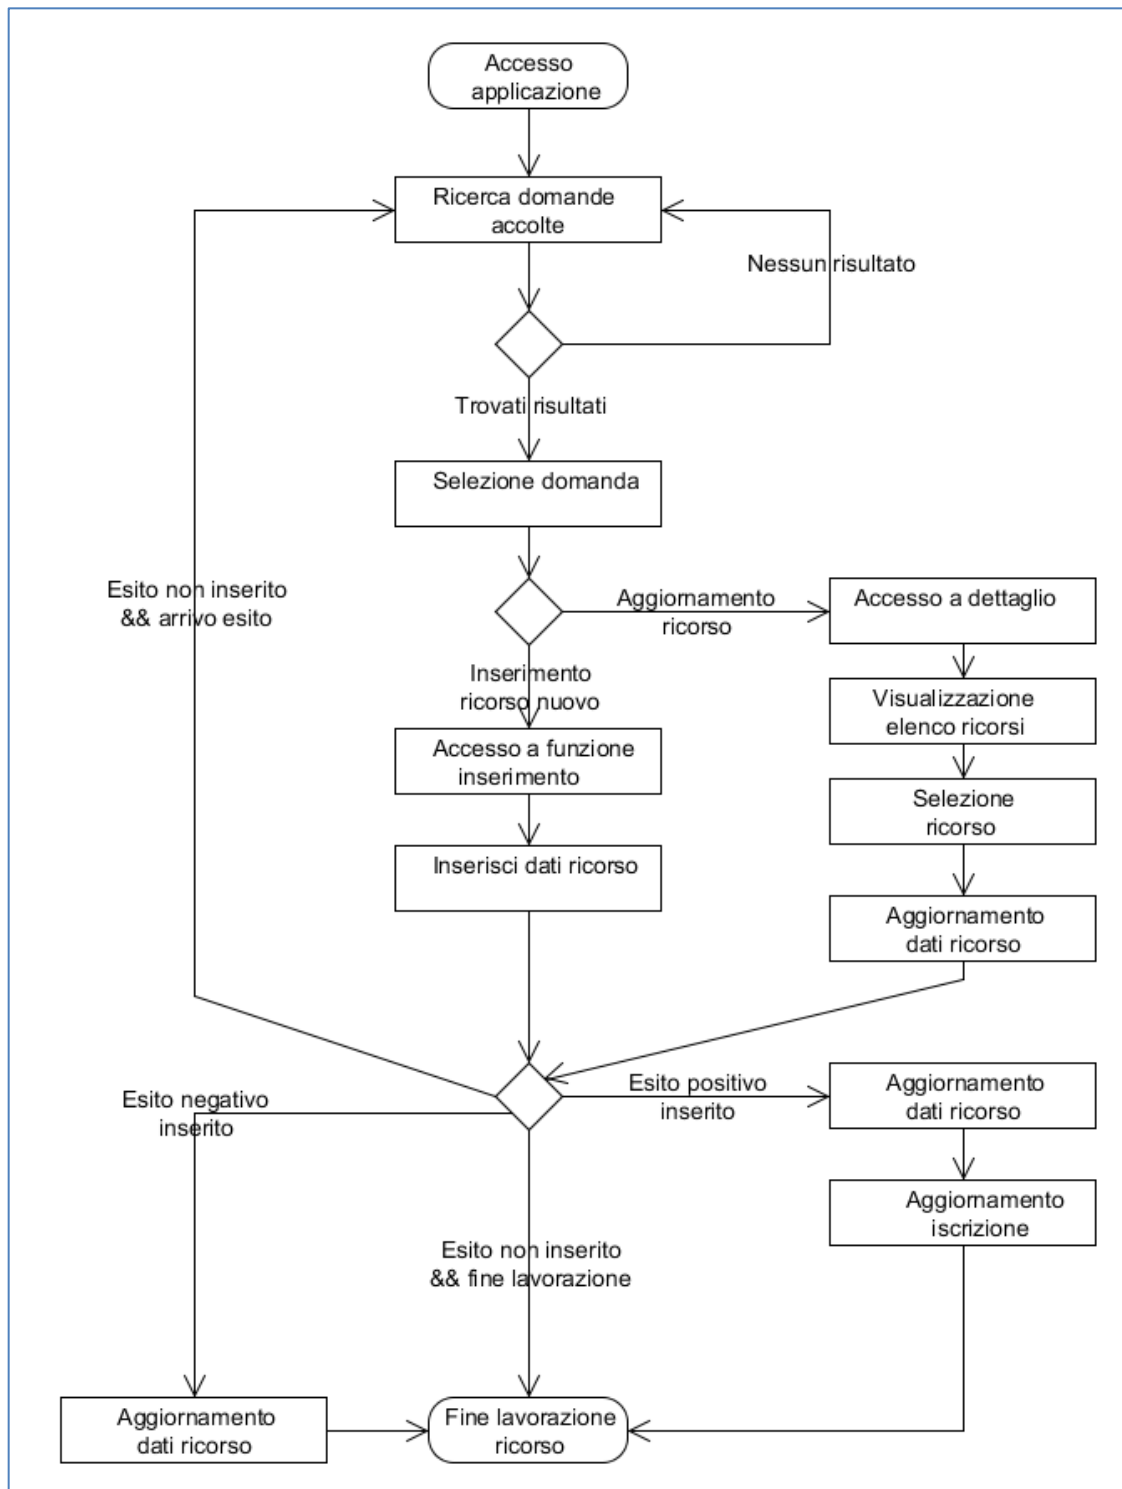 Accesso
applicazione
Ricerca domande
accolte
Nessun risultato
Trovati risultati
Selezione domanda
Esito non inserito
&& arrivo esito
Aggiornamento
ricorso
Accesso a dettaglio
Inserimento
ricorso nuovo
Visualizzazione
elenco ricorsi
Accesso a funzione
inserimento
Selezione
ricorso
Inserisci dati ricorso
Aggiornamento
dati ricorso
Esito negativo
inserito
Esito positivo
inserito
Aggiornamento
dati ricorso
Aggiornamento
iscrizione
Esito non inserito
&& fine lavorazione
Aggiornamento
dati ricorso
Fine lavorazione
ricorso